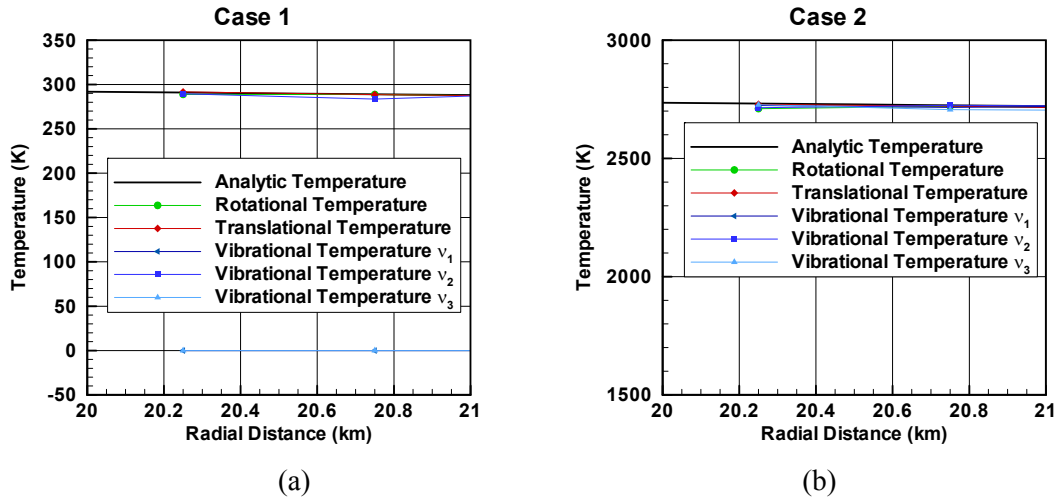 Case 1
350
300
250
200
150
100
50
0
-50
Temperature (K)
Analytic Temperature
Rotational Temperature
Translational Temperature
Vibrational Temperature ν1
Vibrational Temperature ν2
Vibrational Temperature ν3
20 20.2 20.4 20.6 20.8 21
Radial Distance (km)
(a)
Case 2
3000
2500
2000
1500
Temperature (K)
Analytic Temperature
Rotational Temperature
Translational Temperature
Vibrational Temperature ν1
Vibrational Temperature ν2
Vibrational Temperature ν3
20 20.2 20.4 20.6 20.8 21
Radial Distance (km)
(b)